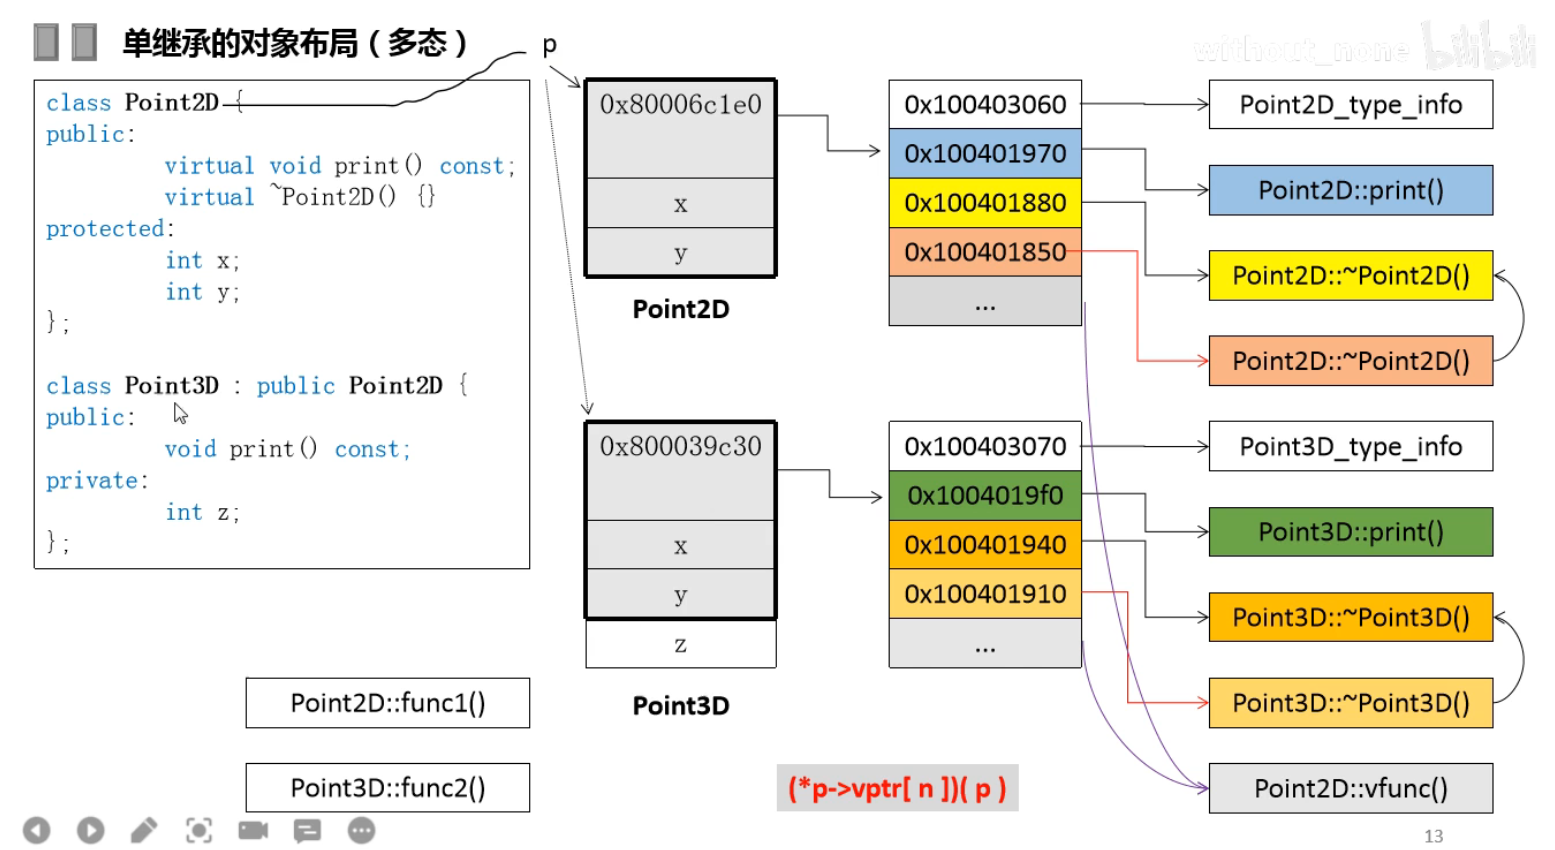 单继承的对象布局（多态）
without_none
bilibili
p
class Point2D {
public:
virtual void print() const;
virtual ~Point2D() {}
protected:
int x;
int y;
};
class Point3D : public Point2D {
public:
void print() const;
private:
int z;
};
0x80006c1e0
x
y
Point2D
0x100403060
0x100401970
0x100401880
0x100401850
...
Point2D_type_info
Point2D::print()
Point2D::~Point2D()
Point2D::~Point2D()
0x800039c30
x
y
z
Point3D
0x100403070
0x1004019f0
0x100401940
0x100401910
...
Point3D_type_info
Point3D::print()
Point3D::~Point3D()
Point3D::~Point3D()
Point2D::func1()
Point3D::func2()
(*p->vptr[ n ])( p )
Point2D::vfunc()
13